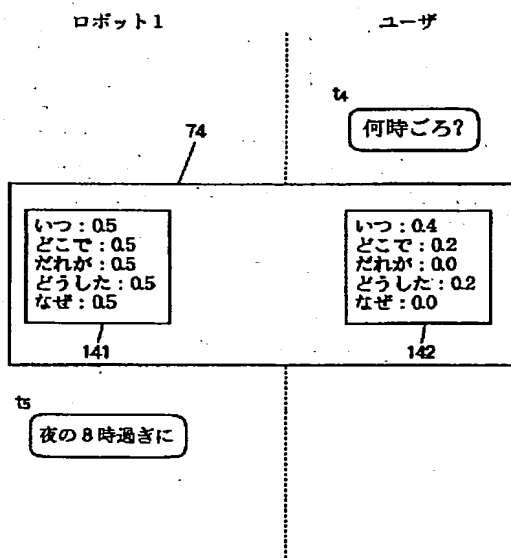 ロボット1 ユーザ
t4
何時ごろ?
74
いつ:0.5
どこで:0.5
だれが:0.5
どうした:0.5
なぜ:0.5
いつ:0.4
どこで:0.2
だれが:0.0
どうした:0.2
なぜ:0.0
141 142
t5
夜の8時過ぎに